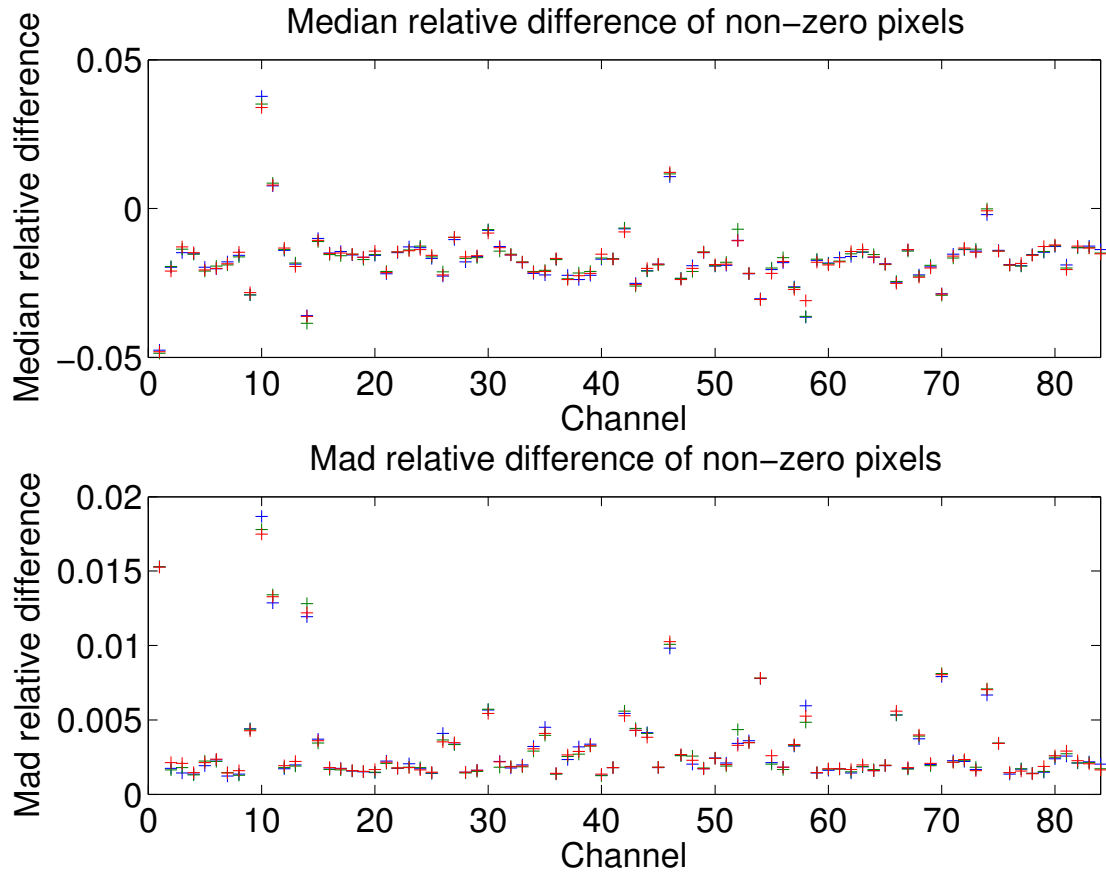 Median relative difference of non−zero pixels
Median relative difference
0.05
0
−0.05
0 10 20 30 40 50 60 70 80
Channel
Mad relative difference of non−zero pixels
Mad relative difference
0.02
0.015
0.01
0.005
0
0 10 20 30 40 50 60 70 80
Channel